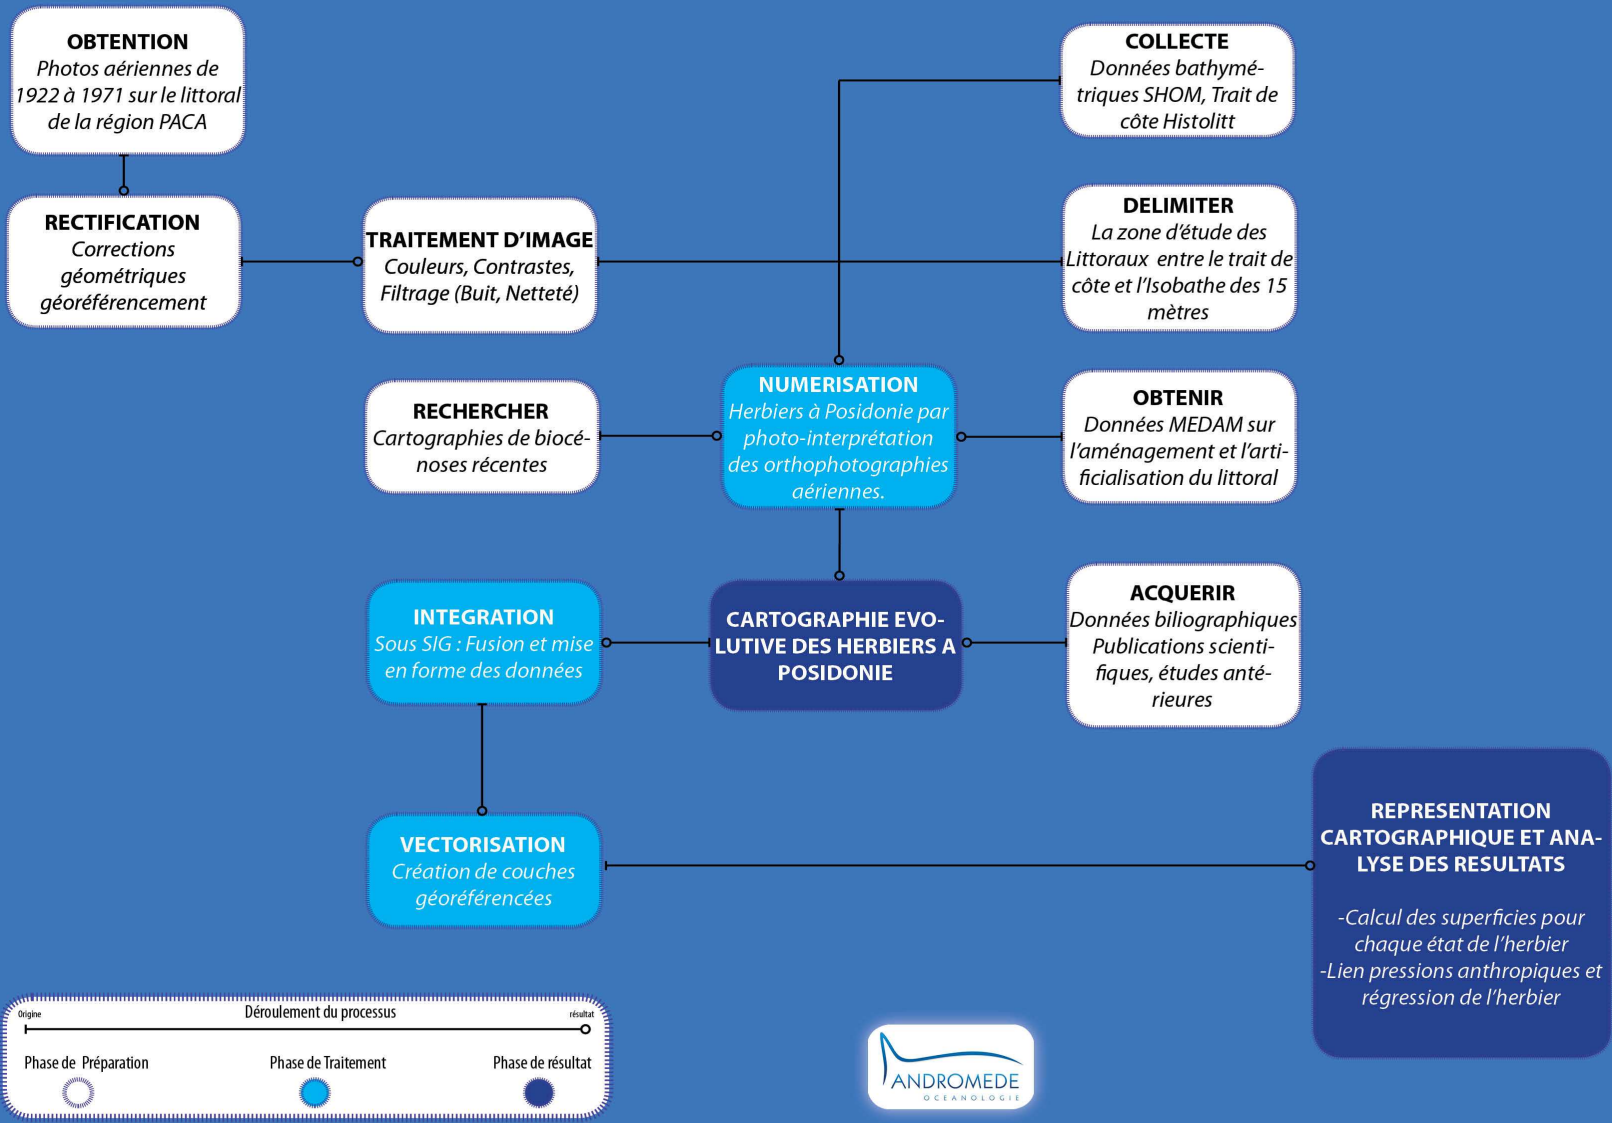 OBTENTION
Photos aériennes de
1922 à 1971 sur le littoral
de la région PACA
COLLECTE
Données bathymé-
triques SHOM, Trait de
côte Histolitt
RECTIFICATION
Corrections
géométriques
géoréférencement
TRAITEMENT D'IMAGE
Couleurs, Contrastes,
Filtrage (Buit, Netteté)
DELIMITER
La zone d'étude des
Littoraux entre le trait de
côte et l'Isobathe des 15
mètres
RECHERCHER
Cartographies de biocé-
noses récentes
NUMERISATION
Herbiers à Posidonie par
photo-interprétation
des orthophotographies
aériennes.
OBTENIR
Données MEDAM sur
l'aménagement et l'arti-
ficialisation du littoral
INTEGRATION
Sous SIG : Fusion et mise
en forme des données
CARTOGRAPHIE EVO-
LUTIVE DES HERBIERS A
POSIDONIE
ACQUERIR
Données biliographiques
Publications scienti-
fiques, études anté-
rieures
VECTORISATION
Création de couches
géoréférencées
REPRESENTATION
CARTOGRAPHIQUE ET ANA-
LYSE DES RESULTATS
-Calcul des superficies pour
chaque état de l'herbier
-Lien pressions anthropiques et
régression de l'herbier
Origine
Déroulement du processus
résultat
Phase de Préparation
Phase de Traitement
Phase de résultat
ANDROMEDE
OCEANOLOGIE